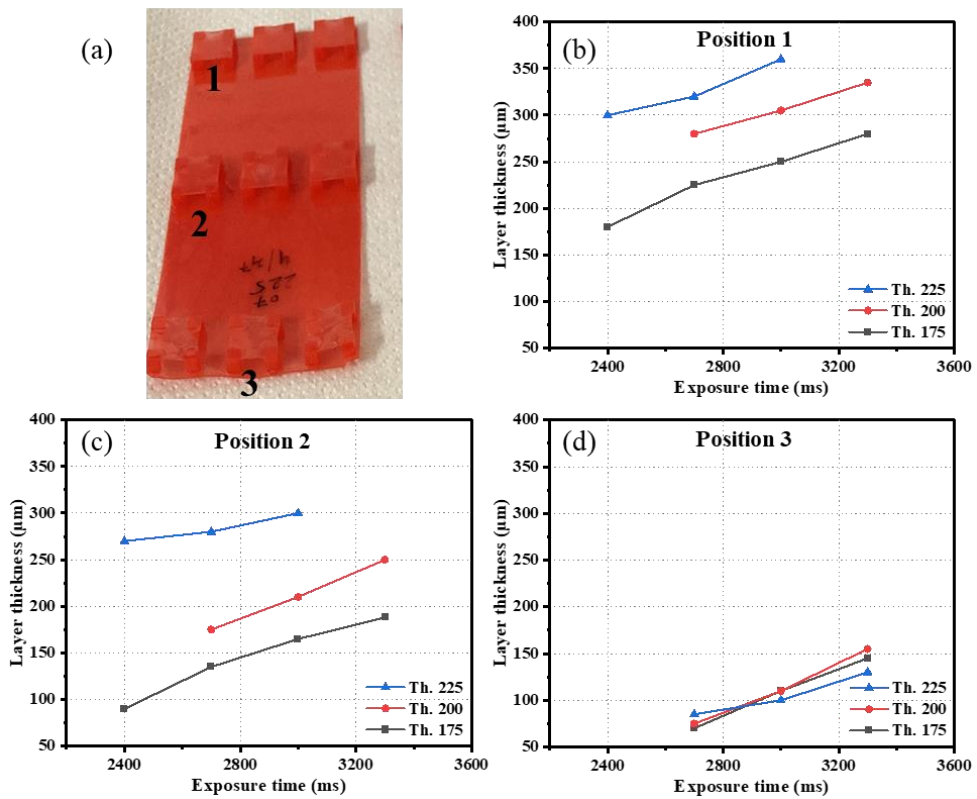 (a)
1
2
3
07
225
4/47
(b)
Position 1
Layer thickness (μm)
400
350
300
250
200
150
100
50
Th. 225
Th. 200
Th. 175
2400 2800 3200 3600
Exposure time (ms)
(c)
Position 2
Layer thickness (μm)
400
350
300
250
200
150
100
50
Th. 225
Th. 200
Th. 175
2400 2800 3200 3600
Exposure time (ms)
(d)
Position 3
Layer thickness (μm)
400
350
300
250
200
150
100
50
Th. 225
Th. 200
Th. 175
2400 2800 3200 3600
Exposure time (ms)